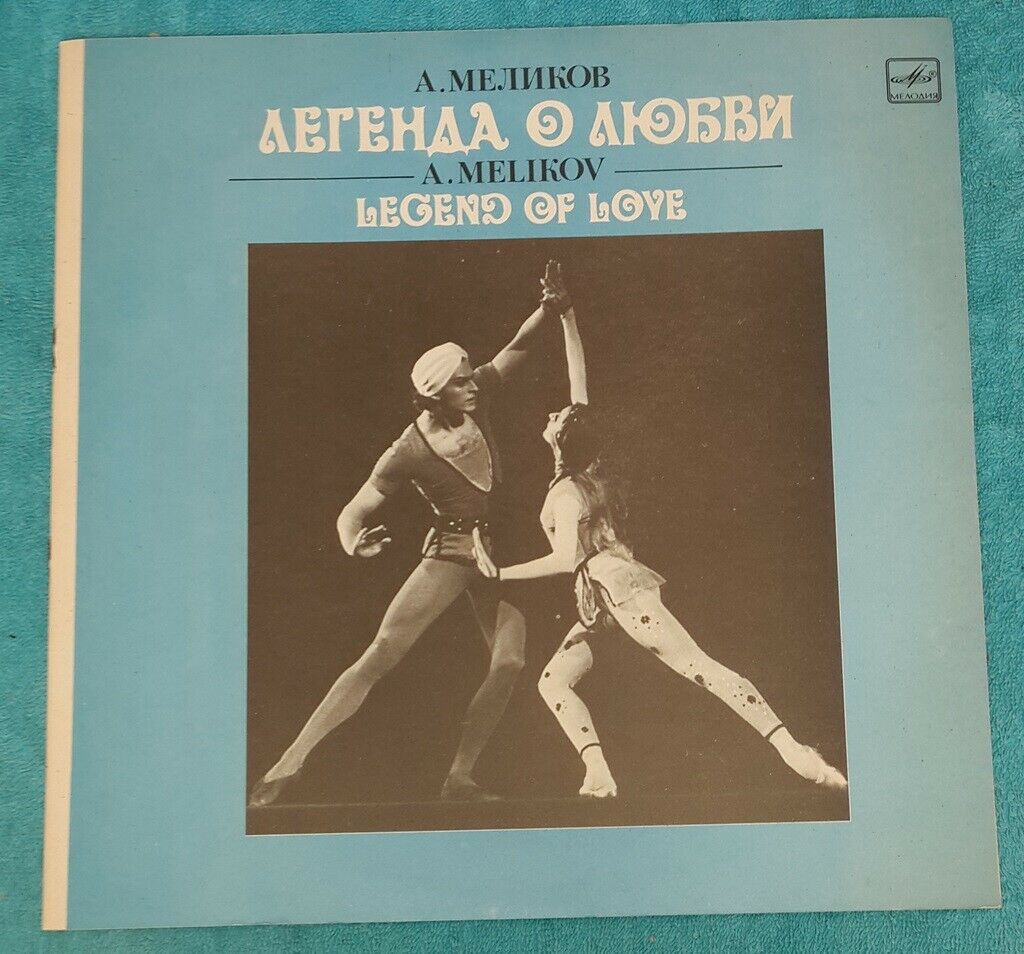 А. МЕЛИКОВ
ЛЕГЕНДА О ЛЮБВИ
A. MELIKOV
LEGEND OF LOVE
МЕЛОДИЯ